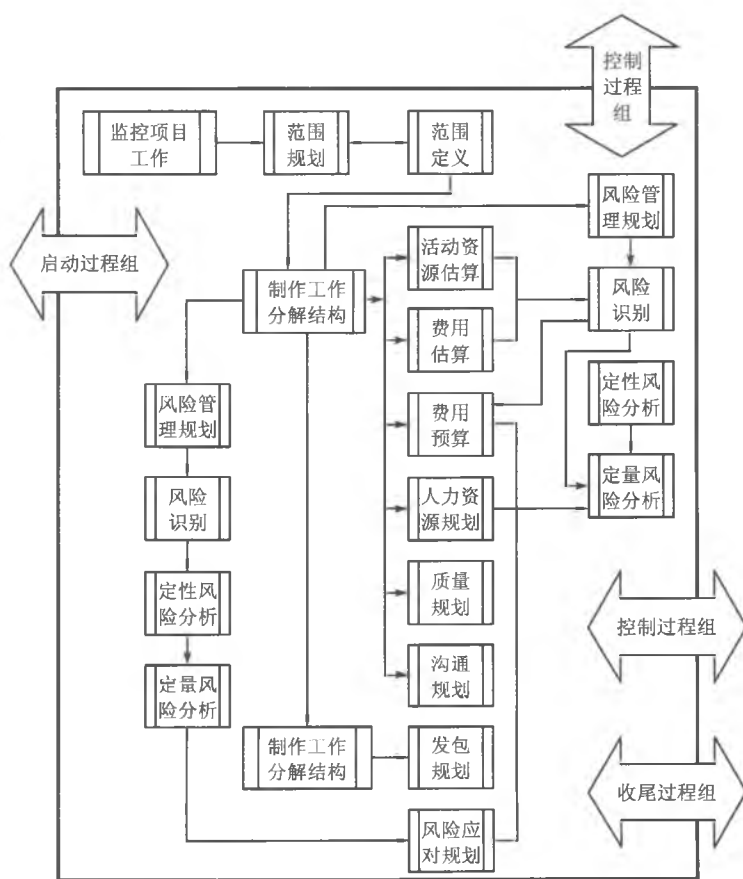 控制
过程
组
监控项目
工作
范围
规划
范围
定义
风险管
理规划
启动过程组
活动资
源估算
制作工作
分解结构
风险
识别
费用
估算
风险管
理规划
费用
预算
定性风
险分析
风险
识别
人力资
源规划
定量风
险分析
定性风
险分析
质量
规划
控制过程组
定量风
险分析
沟通
规划
制作工作
分解结构
发包
规划
收尾过程组
风险应
对规划